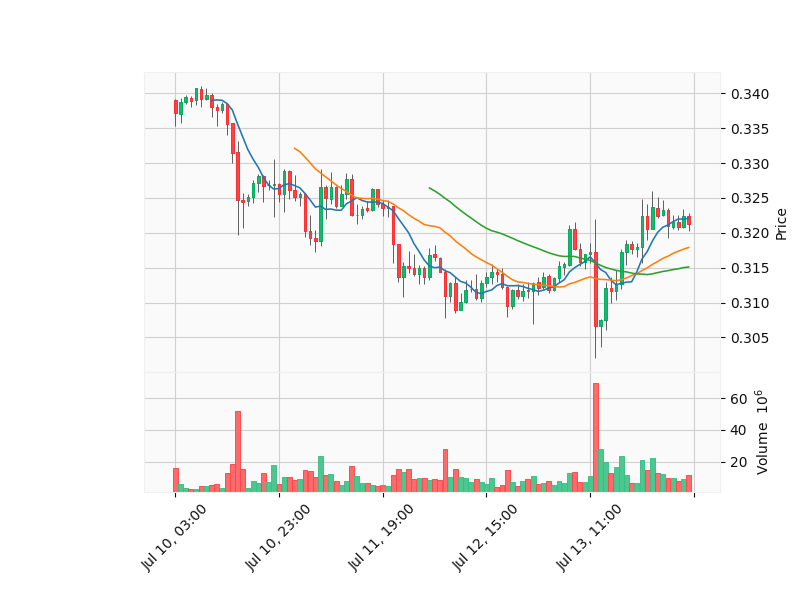 0.340
0.335
0.330
0.325
0.320
0.315
0.310
0.305
Price
60
40
20
Volume 10⁶
Jul 10, 03:00
Jul 10, 23:00
Jul 11, 19:00
Jul 12, 15:00
Jul 13, 11:00